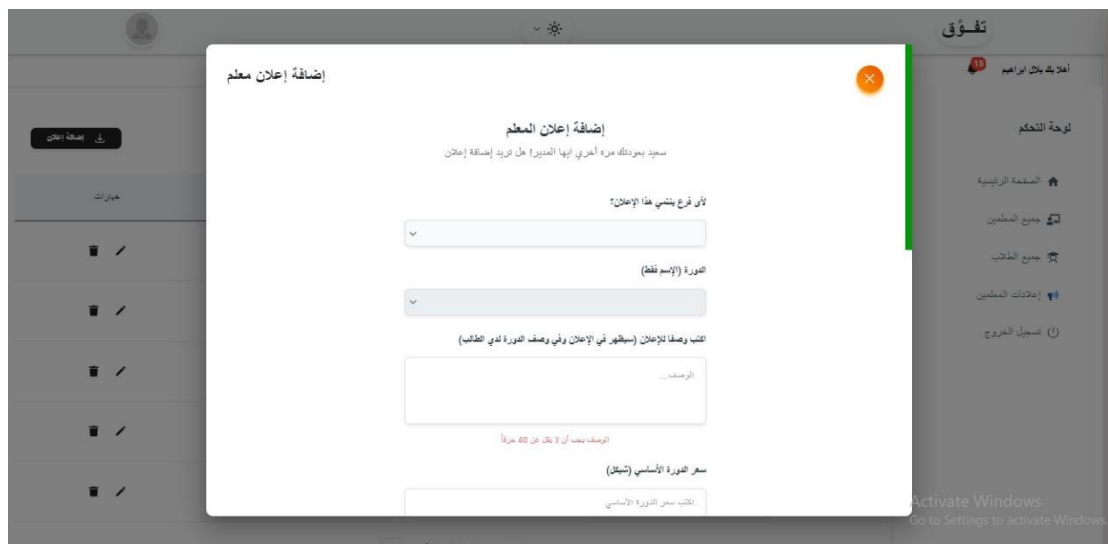 تفــوَّق
أهلا بك بلال ابراهيم
15
لوحة التحكم
الصفحة الرئيسية
جميع المعلمين
جميع الطلاب
إعلانات المعلمين
تسجيل الخروج
إضافة إعلان
خيارات
إضافة إعلان معلم
إضافة إعلان المعلم
سعيد بعودتك مره أخري ايها المدير! هل تريد إضافة إعلان
لأى فرع ينتمي هذا الإعلان؟
الدورة (الإسم فقط)
اكتب وصفا للإعلان (سيظهر في الإعلان وفي وصف الدورة لدي الطالب)
الوصف...
الوصف يجب أن لا يقل عن 40 حرفاً
سعر الدورة الأساسي (شيكل)
اكتب سعر الدورة الأساسي
Activate Windows
Go to Settings to activate Windows.